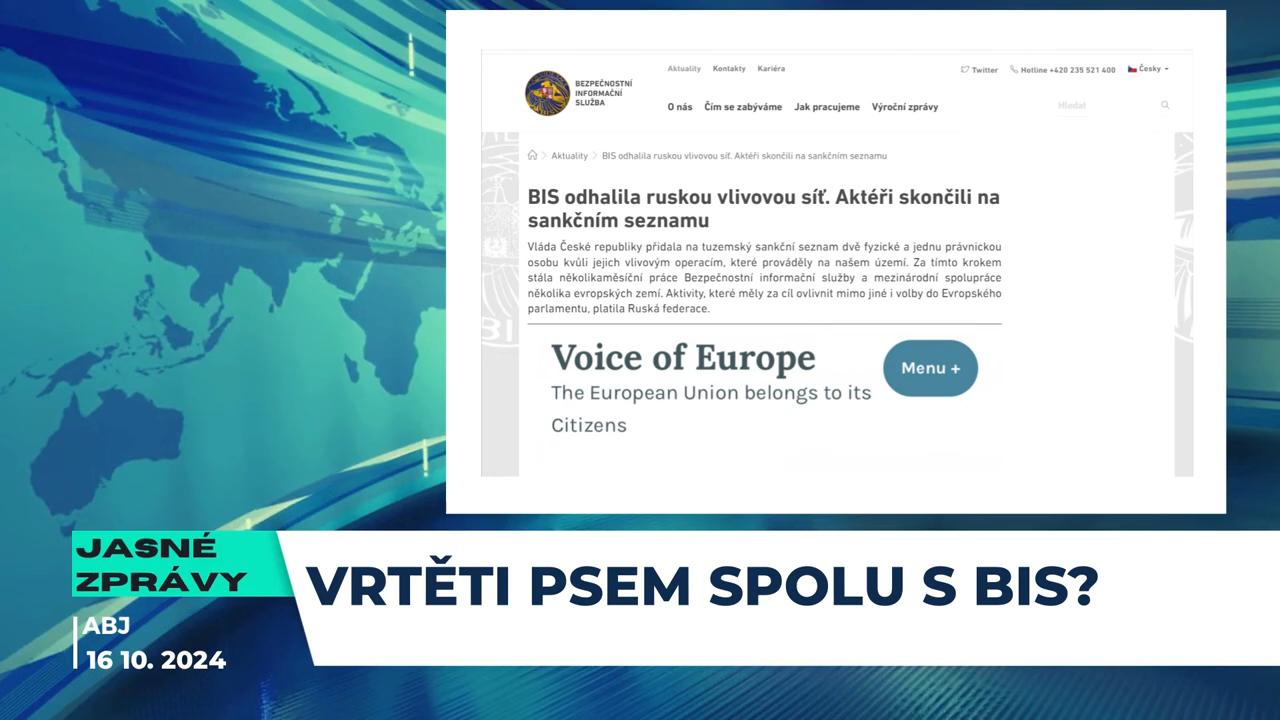 BEZPEČNOSTNÍ
INFORMAČNÍ
SLUŽBA
Aktuality Kontakty Kariéra
Twitter Hotline +420 235 521 400 Česky
O nás Čím se zabýváme Jak pracujeme Výroční zprávy
Hledat
Aktuality BIS odhalila ruskou vlivovou síť. Aktéři skončili na sankčním seznamu
BIS odhalila ruskou vlivovou síť. Aktéři skončili na
sankčním seznamu
Vláda České republiky přidala na tuzemský sankční seznam dvě fyzické a jednu právnickou
osobu kvůli jejich vlivovým operacím, které prováděly na našem území. Za tímto krokem
stála několikaměsíční práce Bezpečnostní informační služby a mezinárodní spolupráce
několika evropských zemí. Aktivity, které měly za cíl ovlivnit mimo jiné i volby do Evropského
parlamentu, platila Ruská federace.
Voice of Europe
Menu +
The European Union belongs to its
Citizens
JASNÉ
ZPRÁVY
VRTĚTI PSEM SPOLU S BIS?
ABJ
16 10. 2024